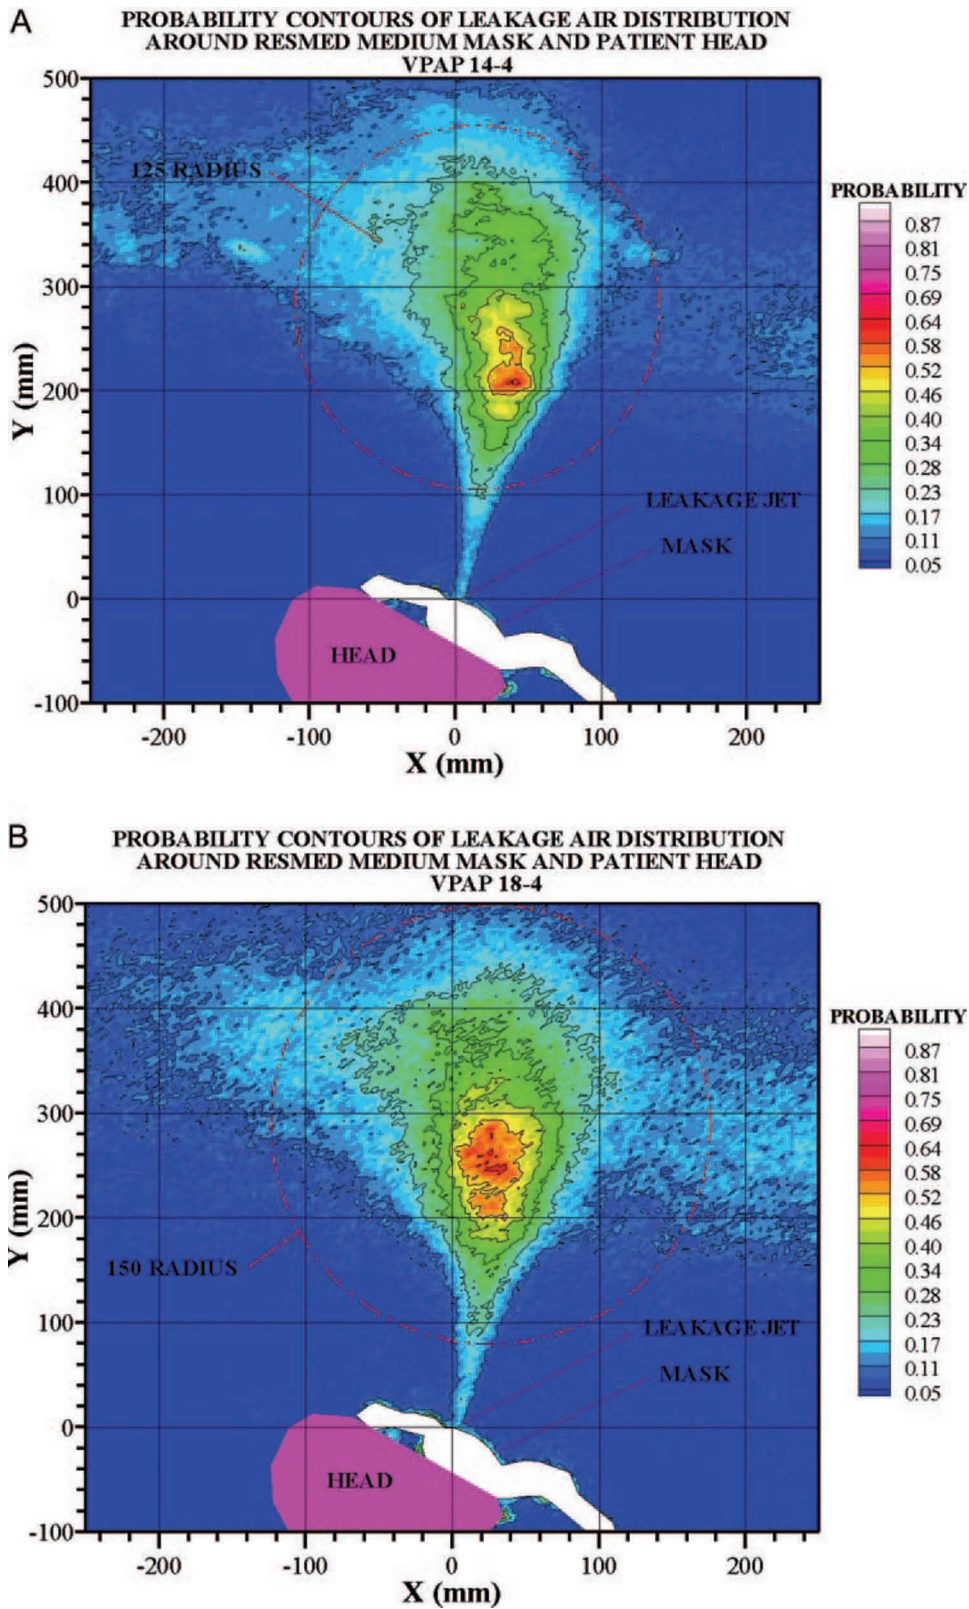 A
PROBABILITY CONTOURS OF LEAKAGE AIR DISTRIBUTION
AROUND RESMED MEDIUM MASK AND PATIENT HEAD
VPAP 14-4
500
400
300
200
100
0
-100
Y (mm)
125 RADIUS
LEAKAGE JET
MASK
HEAD
-200
-100
0
100
200
X (mm)
PROBABILITY
0.87
0.81
0.75
0.69
0.64
0.58
0.52
0.46
0.40
0.34
0.28
0.23
0.17
0.11
0.05
B
PROBABILITY CONTOURS OF LEAKAGE AIR DISTRIBUTION
AROUND RESMED MEDIUM MASK AND PATIENT HEAD
VPAP 18-4
500
400
300
200
100
0
-100
Y (mm)
150 RADIUS
LEAKAGE JET
MASK
HEAD
-200
-100
0
100
200
X (mm)
PROBABILITY
0.87
0.81
0.75
0.69
0.64
0.58
0.52
0.46
0.40
0.34
0.28
0.23
0.17
0.11
0.05